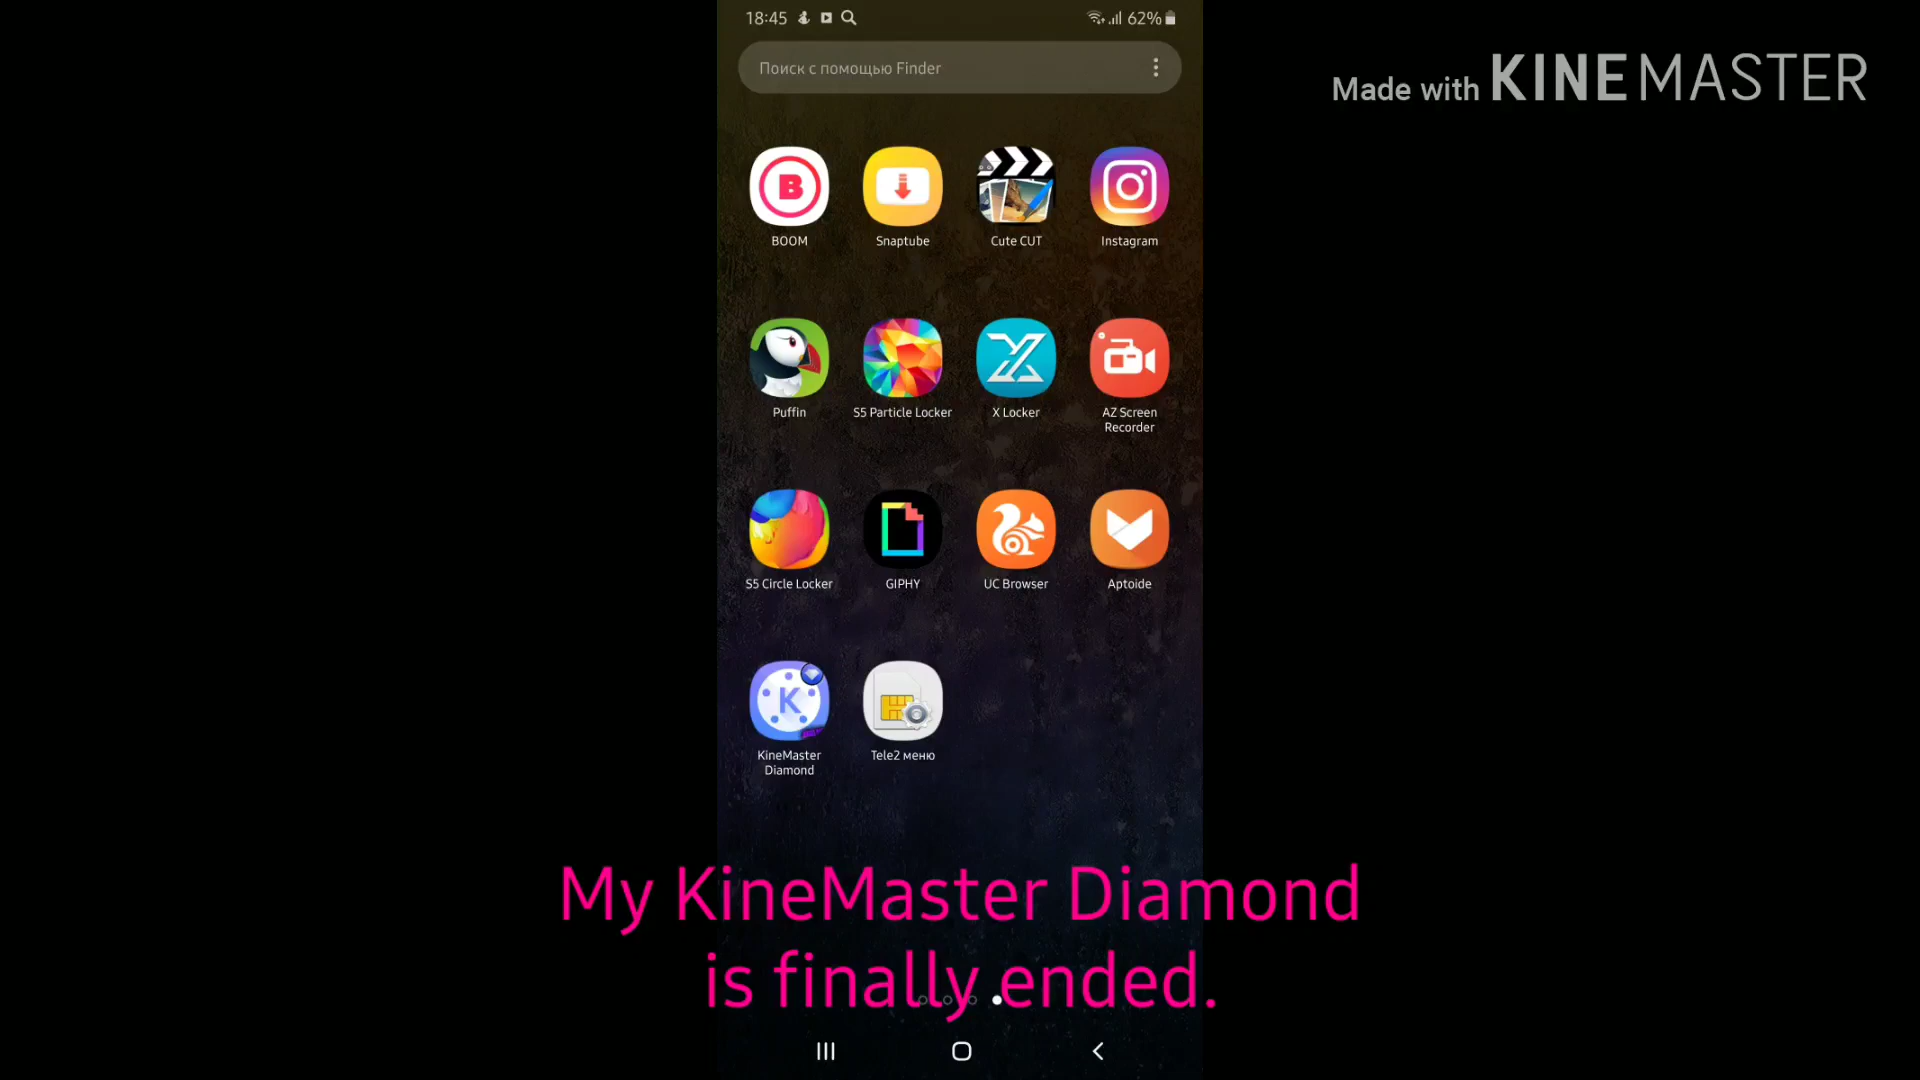 18:45
62%
Made with KINEMASTER
Поиск с помощью Finder
B
BOOM
Snaptube
Cute CUT
Instagram
Puffin
S5 Particle Locker
X Locker
AZ Screen
Recorder
S5 Circle Locker
GIPHY
UC Browser
Aptoide
K
KineMaster
Diamond
Tele2 меню
My KineMaster Diamond
is finally ended.